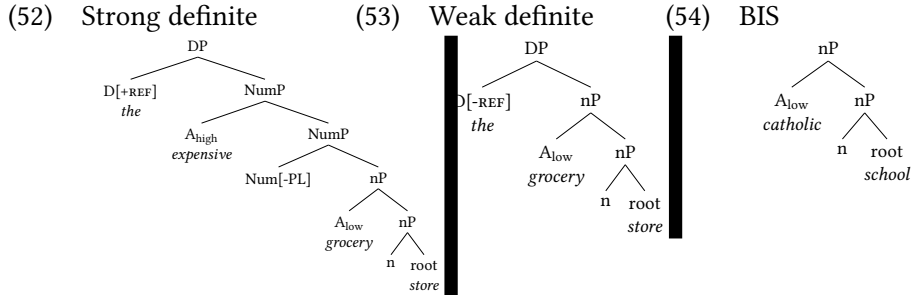 (52) Strong definite
DP
D[+REF] NumP
the
A_high NumP
expensive
Num[-PL] nP
A_low nP
grocery
n root
store
(53) Weak definite
DP
D[-REF] nP
the
A_low nP
grocery
n root
store
(54) BIS
nP
A_low nP
catholic
n root
school